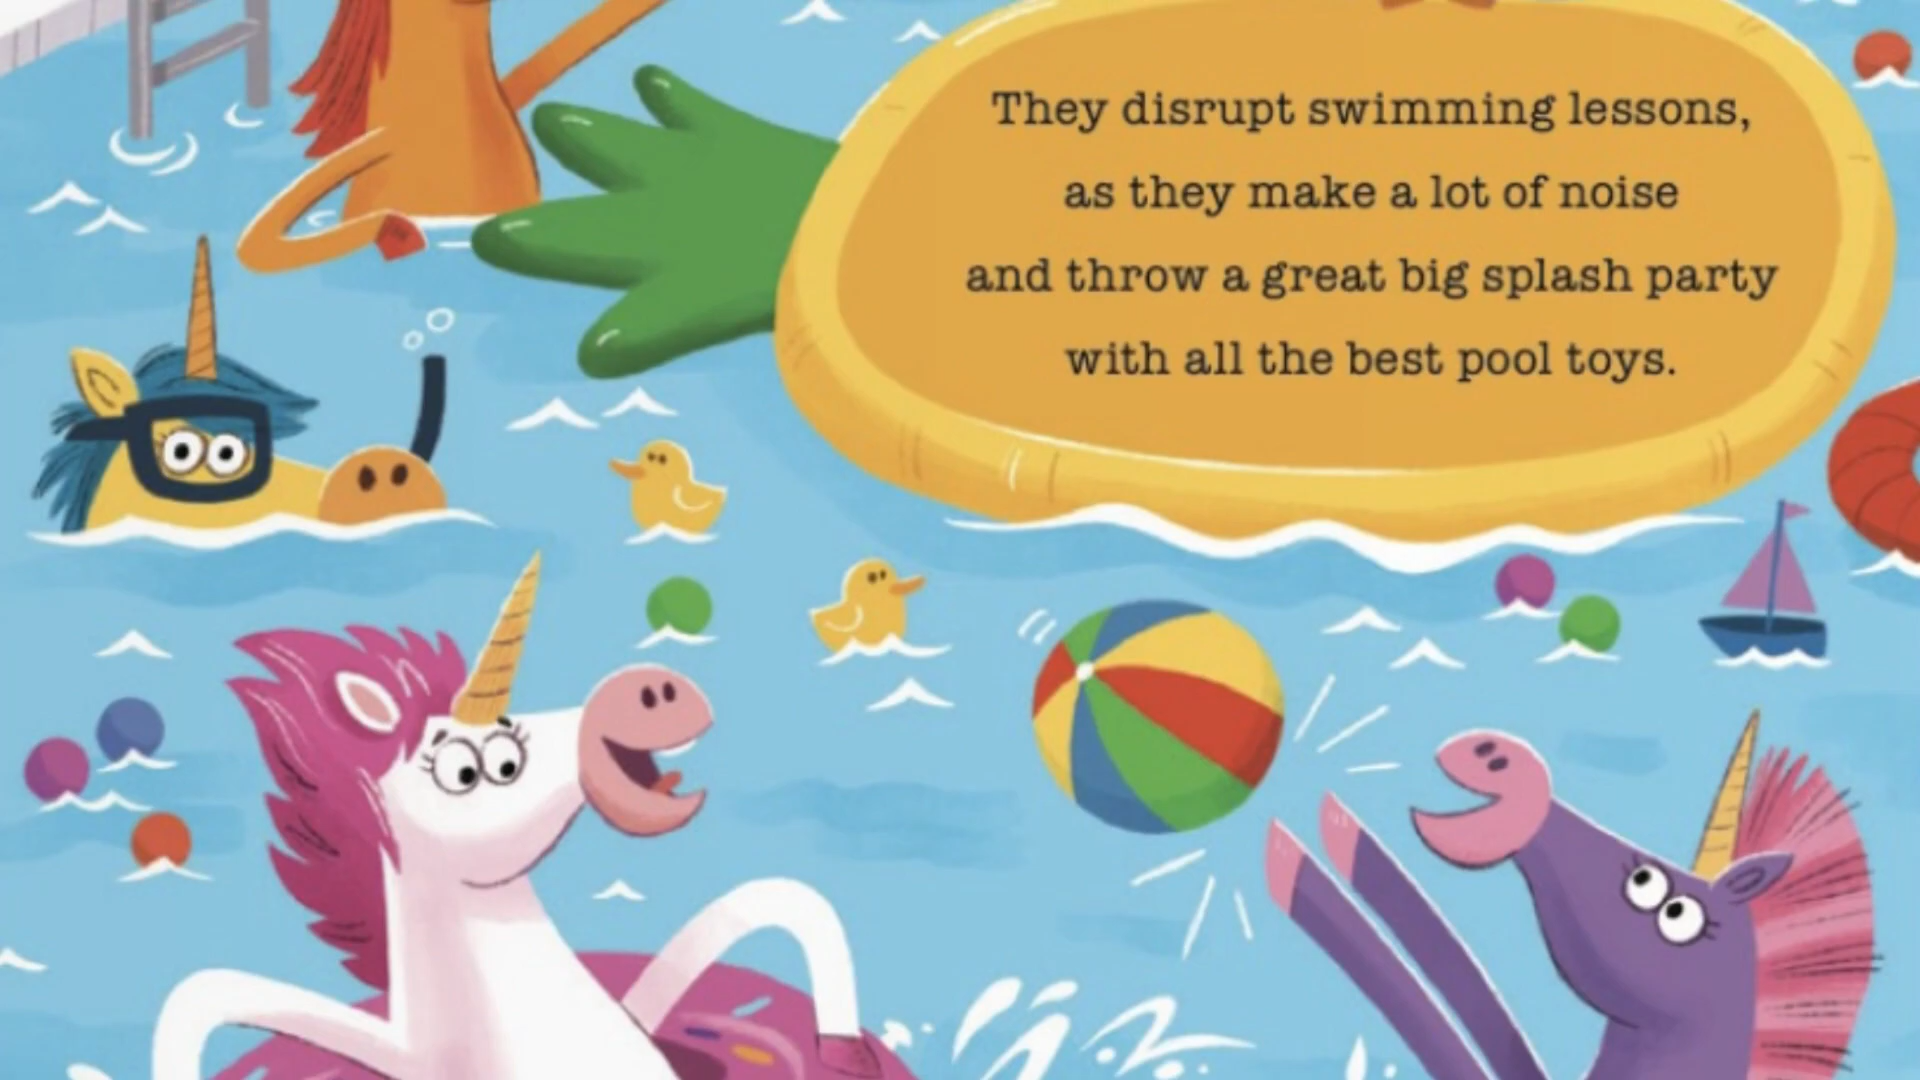 They disrupt swimming lessons,
as they make a lot of noise
and throw a great big splash party
with all the best pool toys.